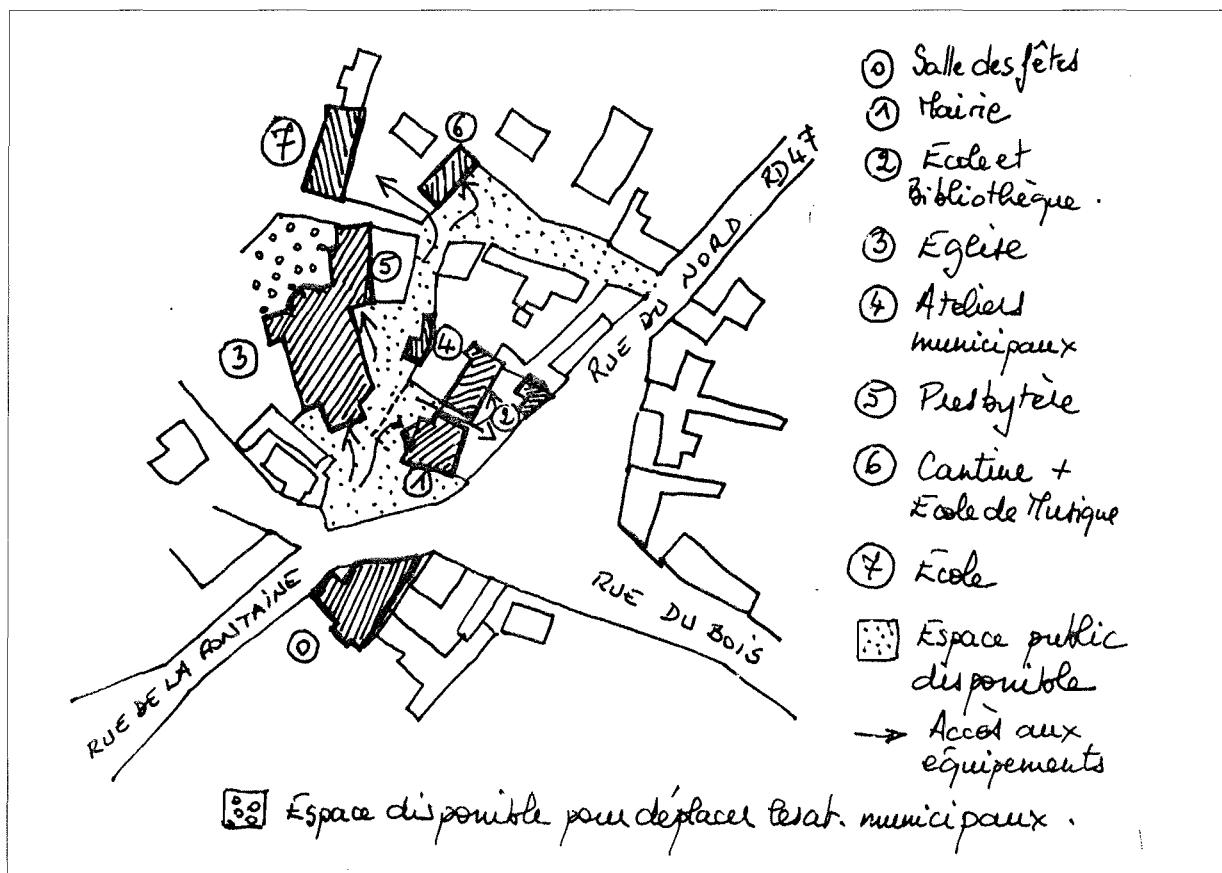 0 Salle des fêtes
1 Mairie
2 Ecole et
Bibliothèque .
3 Eglise
4 Ateliers
municipaux
5 Presbytère
6 Cantine +
Ecole de Musique
7 École
Espace public
disponible
Accès aux
équipements
Espace disponible pour déplacer les at. municipaux .
7
6
5
3
4
2
1
0
RUE DU NORD RD47
RUE DU BOIS
RUE DE LA FONTAINE